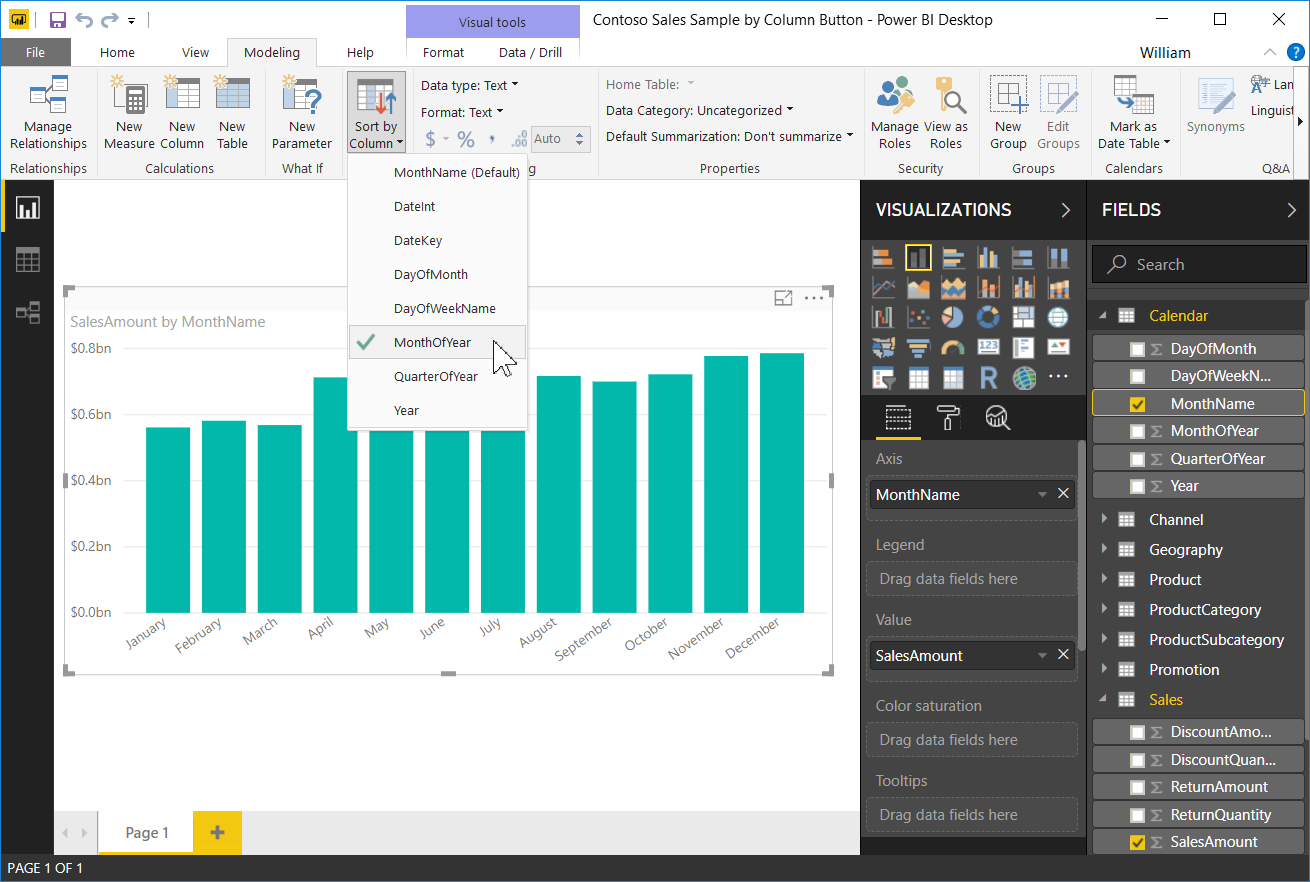 Visual tools
Contoso Sales Sample by Column Button - Power BI Desktop
File Home View Modeling Help Format Data / Drill William ?
Manage Relationships
New Measure
New Column
New Table
New Parameter
Sort by Column
Data type: Text
Format: Text
$ % , .00 Auto
Home Table:
Data Category: Uncategorized
Default Summarization: Don't summarize
Manage Roles
View as Roles
New Group
Edit Groups
Mark as Date Table
Synonyms
Lan
Linguist
Relationships Calculations What If g Properties Security Groups Calendars Q&A
MonthName (Default)
DateInt
DateKey
DayOfMonth
DayOfWeekName
MonthOfYear
QuarterOfYear
Year
SalesAmount by MonthName
$0.8bn
$0.6bn
$0.4bn
$0.2bn
$0.0bn
January February March April May June July August September October November December
VISUALIZATIONS
123
R
Axis
MonthName
Legend
Drag data fields here
Value
SalesAmount
Color saturation
Drag data fields here
Tooltips
Drag data fields here
FIELDS
Search
Calendar
DayOfMonth
DayOfWeekN...
MonthName
MonthOfYear
QuarterOfYear
Year
Channel
Geography
Product
ProductCategory
ProductSubcategory
Promotion
Sales
DiscountAmo...
DiscountQuan...
ReturnAmount
ReturnQuantity
SalesAmount
Page 1
PAGE 1 OF 1